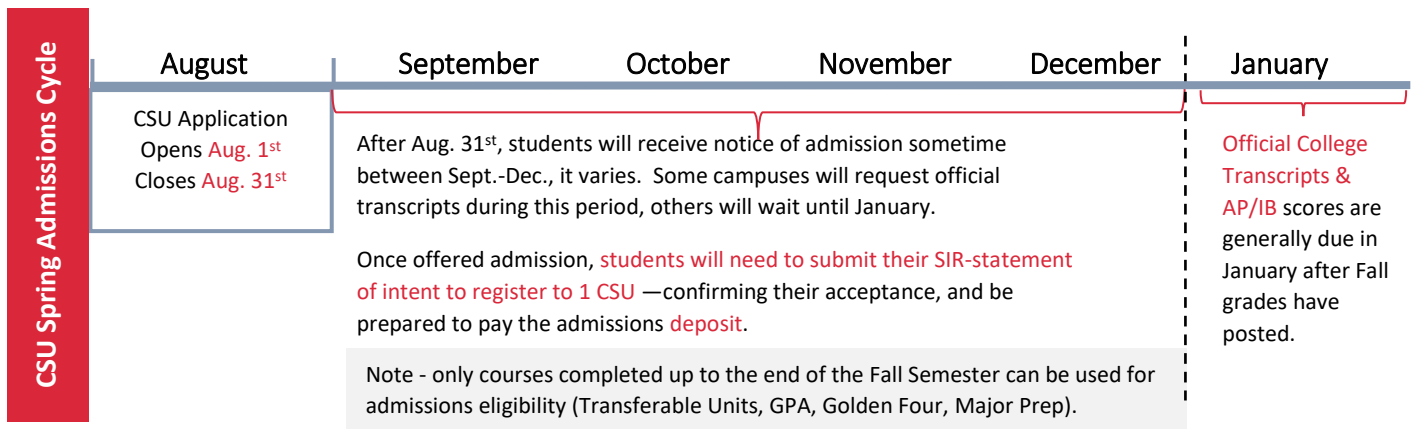 CSU Spring Admissions Cycle
August
September
October
November
December
January
CSU Application
Opens Aug. 1st
Closes Aug. 31st
After Aug. 31st, students will receive notice of admission sometime
between Sept.-Dec., it varies. Some campuses will request official
transcripts during this period, others will wait until January.
Once offered admission, students will need to submit their SIR-statement
of intent to register to 1 CSU —confirming their acceptance, and be
prepared to pay the admissions deposit.
Note - only courses completed up to the end of the Fall Semester can be used for
admissions eligibility (Transferable Units, GPA, Golden Four, Major Prep).
Official College
Transcripts &
AP/IB scores are
generally due in
January after Fall
grades have
posted.